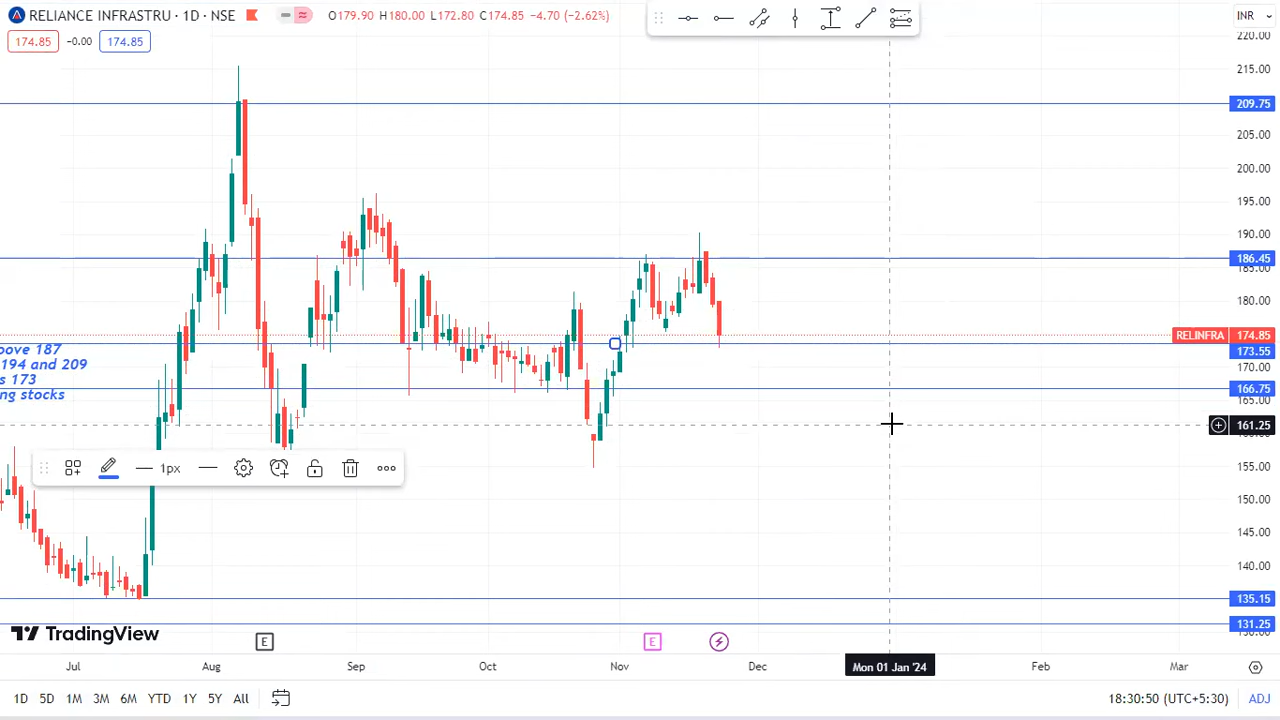 RELIANCE INFRASTRU · 1D · NSE O179.90 H180.00 L172.80 C174.85 -4.70 (-2.62%)
INR
174.85 -0.00 174.85
220.00
215.00
209.75
205.00
200.00
195.00
190.00
186.45
185.00
180.00
RELINFRA 174.85
173.55
170.00
166.75
165.00
161.25
155.00
150.00
145.00
140.00
135.15
131.25
bove 187
194 and 209
s 173
ng stocks
1px
TradingView
E E
Jul Aug Sep Oct Nov Dec Mon 01 Jan '24 Feb Mar
1D 5D 1M 3M 6M YTD 1Y 5Y All 18:30:50 (UTC+5:30) ADJ